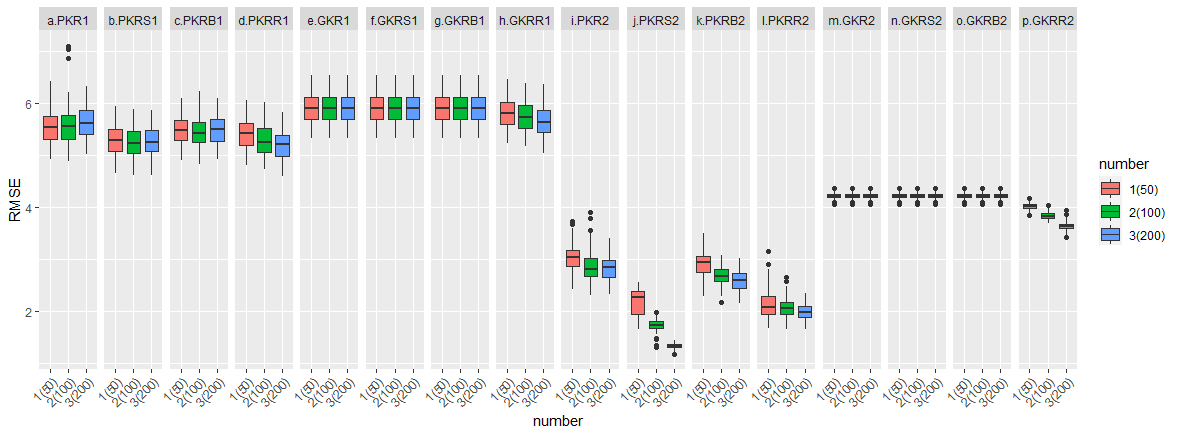 a.PKR1 b.PKRS1 c.PKRB1 d.PKRR1 e.GKR1 f.GKRS1 g.GKRB1 h.GKRR1 i.PKR2 j.PKRS2 k.PKRB2 l.PKRR2 m.GKR2 n.GKRS2 o.GKRB2 p.GKRR2
6
4
2
RMSE
1(50) 2(100) 3(200) 1(50) 2(100) 3(200) 1(50) 2(100) 3(200) 1(50) 2(100) 3(200) 1(50) 2(100) 3(200) 1(50) 2(100) 3(200) 1(50) 2(100) 3(200) 1(50) 2(100) 3(200) 1(50) 2(100) 3(200) 1(50) 2(100) 3(200) 1(50) 2(100) 3(200) 1(50) 2(100) 3(200) 1(50) 2(100) 3(200) 1(50) 2(100) 3(200) 1(50) 2(100) 3(200) 1(50) 2(100) 3(200)
number
number
1(50)
2(100)
3(200)